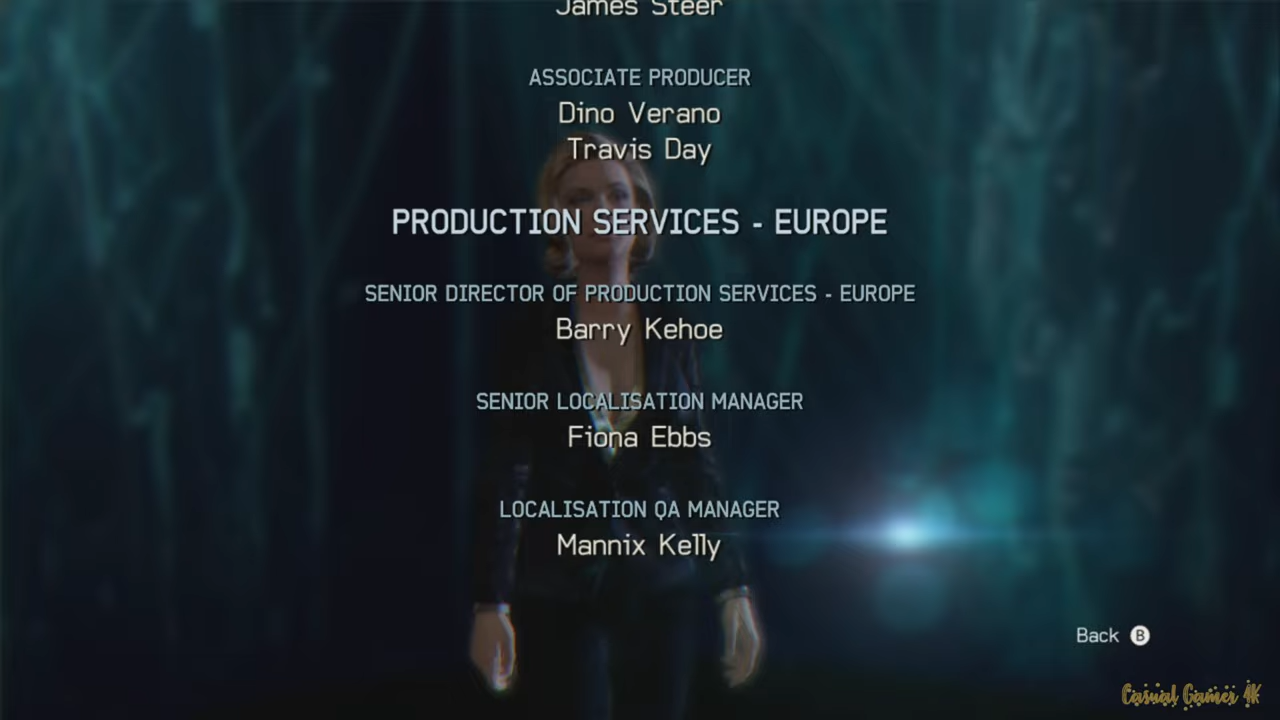 James Steer
ASSOCIATE PRODUCER
Dino Verano
Travis Day
PRODUCTION SERVICES - EUROPE
SENIOR DIRECTOR OF PRODUCTION SERVICES - EUROPE
Barry Kehoe
SENIOR LOCALISATION MANAGER
Fiona Ebbs
LOCALISATION QA MANAGER
Mannix Kelly
Back B
Casual Gamer 4K